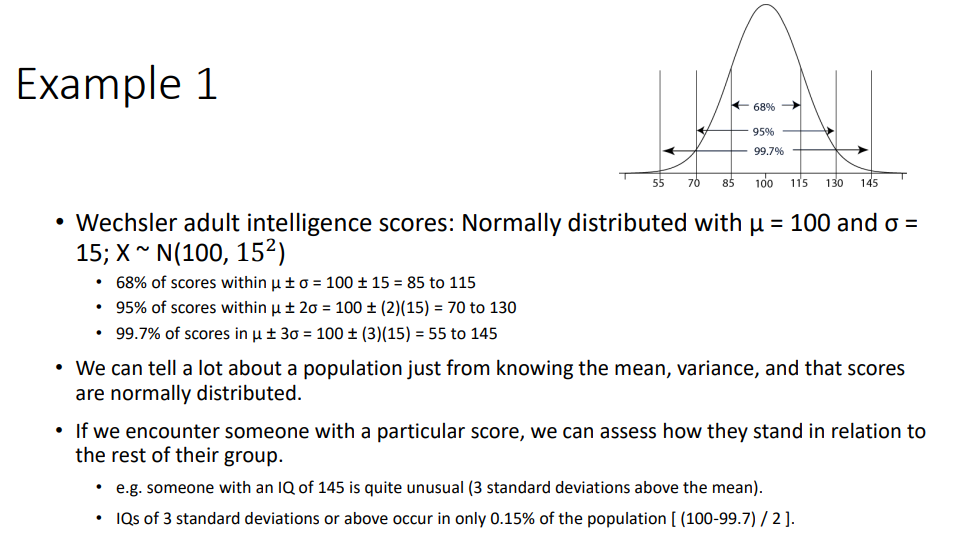 Example 1
68%
95%
99.7%
55 70 85 100 115 130 145
• Wechsler adult intelligence scores: Normally distributed with μ = 100 and σ =
15; X ~ N(100, 15²)
• 68% of scores within μ ± σ = 100 ± 15 = 85 to 115
• 95% of scores within μ ± 2σ = 100 ± (2)(15) = 70 to 130
• 99.7% of scores in μ ± 3σ = 100 ± (3)(15) = 55 to 145
• We can tell a lot about a population just from knowing the mean, variance, and that scores
are normally distributed.
• If we encounter someone with a particular score, we can assess how they stand in relation to
the rest of their group.
• e.g. someone with an IQ of 145 is quite unusual (3 standard deviations above the mean).
• IQs of 3 standard deviations or above occur in only 0.15% of the population [ (100-99.7) / 2 ].